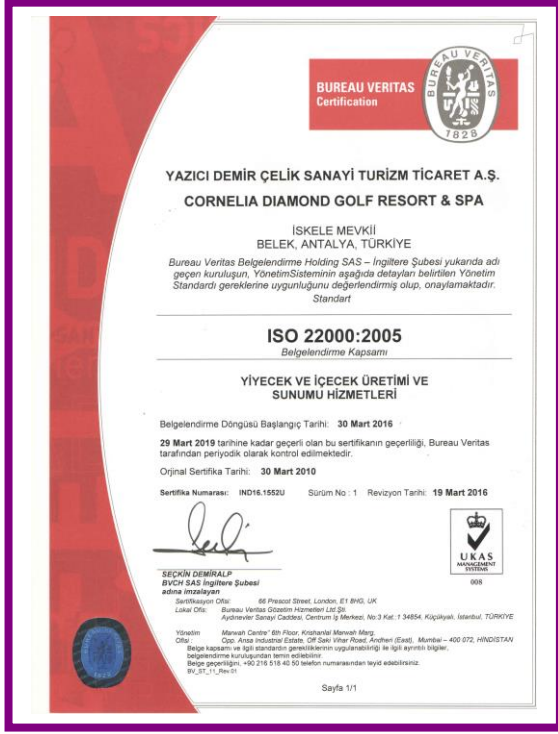 BUREAU VERITAS
Certification
BUREAU VERITAS
1828
YAZICI DEMİR ÇELİK SANAYİ TURİZM TİCARET A.Ş.
CORNELIA DIAMOND GOLF RESORT & SPA
İSKELE MEVKİİ
BELEK, ANTALYA, TÜRKİYE
Bureau Veritas Belgelendirme Holding SAS – İngiltere Şubesi yukarıda adı
geçen kuruluşun, YönetimSisteminin aşağıda detayları belirtilen Yönetim
Standardı gereklerine uygunluğunu değerlendirmiş olup, onaylamaktadır.
Standart
ISO 22000:2005
Belgelendirme Kapsamı
YİYECEK VE İÇECEK ÜRETİMİ VE
SUNUMU HİZMETLERİ
Belgelendirme Döngüsü Başlangıç Tarihi: 30 Mart 2016
29 Mart 2019 tarihine kadar geçerli olan bu sertifikanın geçerliliği, Bureau Veritas
tarafından periyodik olarak kontrol edilmektedir.
Orjinal Sertifika Tarihi: 30 Mart 2010
Sertifika Numarası: IND16.1552U Sürüm No : 1 Revizyon Tarihi: 19 Mart 2016
SEÇKİN DEMİRALP
BVCH SAS İngiltere Şubesi
adına imzalayan
UKAS
MANAGEMENT
SYSTEMS
008
Sertifikasyon Ofisi: 66 Prescot Street, London, E1 8HG, UK
Lokal Ofis: Bureau Veritas Gözetim Hizmetleri Ltd.Şti.
Aydınevler Sanayi Caddesi, Centrum İş Merkezi, No:3 Kat.:1 34854, Küçükyalı, İstanbul, TÜRKİYE
Yönetim Marwah Centre" 6th Floor, Krishanlal Marwah Marg,
Ofisi : Opp. Ansa Industrial Estate, Off Saki Vihar Road, Andheri (East), Mumbai – 400 072, HİNDİSTAN
Belge kapsamı ve ilgili standardın gerekliliklerinin uygulanabilirliği ile ilgili ayrıntılı bilgiler,
belgelendirme kuruluşundan temin edilebilinir.
Belge geçerliliğini, +90 216 518 40 50 telefon numarasından teyid edebilirsiniz.
BV_ST_11_Rev.01
Sayfa 1/1